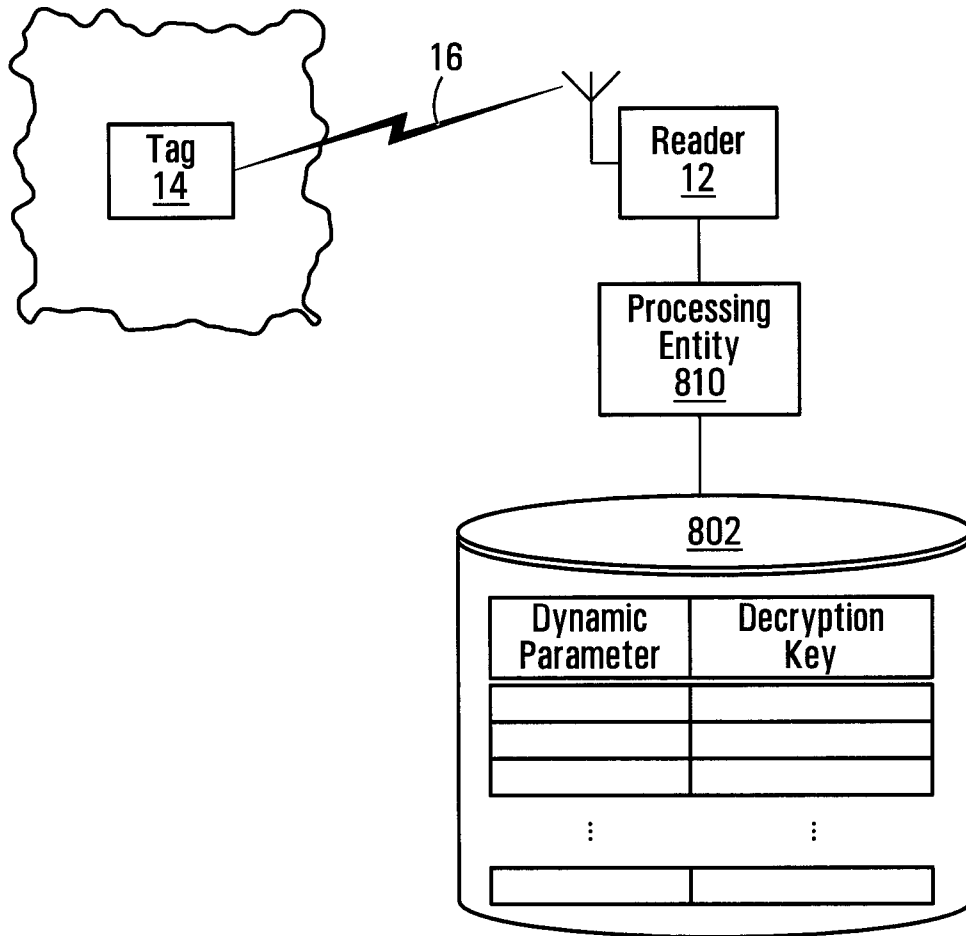 16
Tag
14
Reader
12
Processing
Entity
810
802
Dynamic
Parameter
Decryption
Key